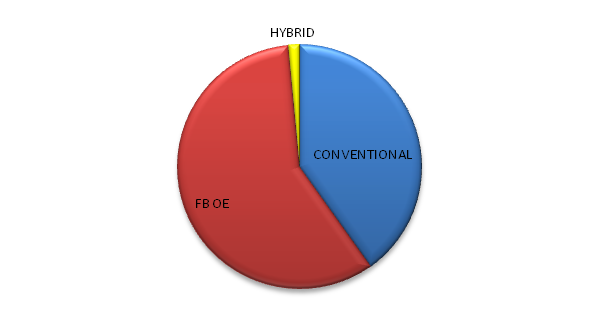 HYBRID
CONVENTIONAL
FB OE